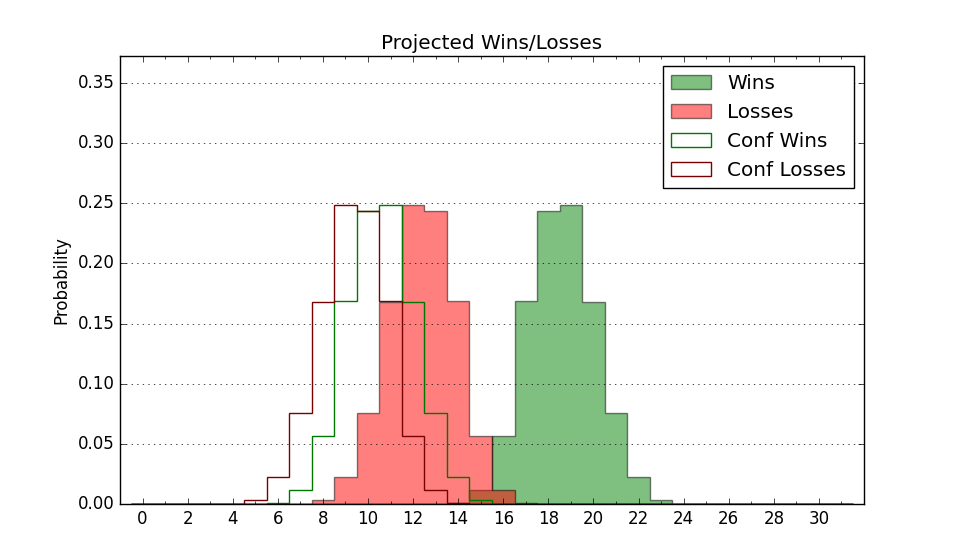 Projected Wins/Losses
Wins
Losses
Conf Wins
Conf Losses
Probability
0.35
0.30
0.25
0.20
0.15
0.10
0.05
0.00
0 2 4 6 8 10 12 14 16 18 20 22 24 26 28 30